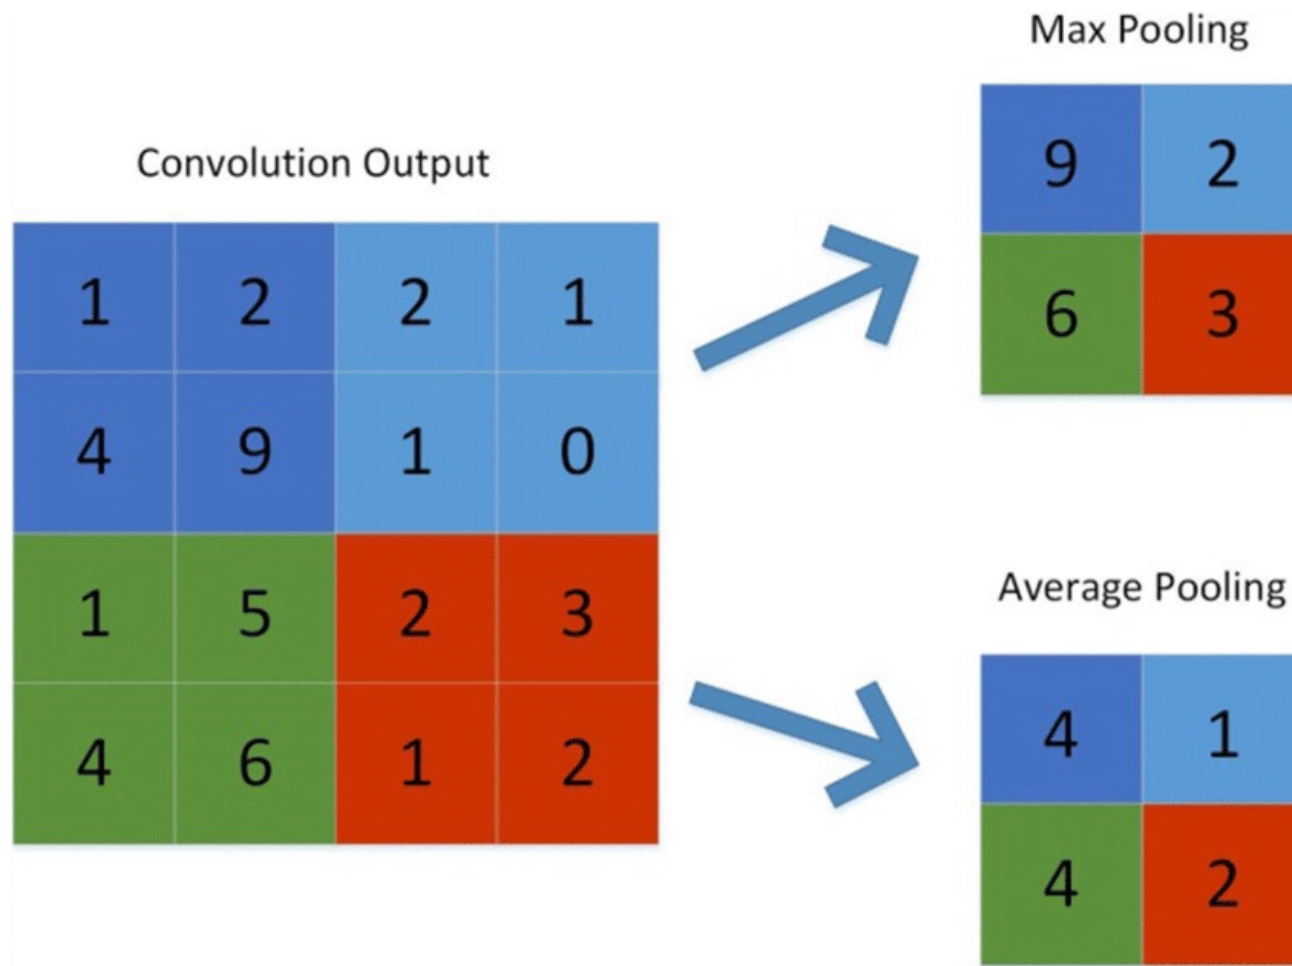 Max Pooling
9 2
6 3
Convolution Output
1 2 2 1
4 9 1 0
1 5 2 3
4 6 1 2
Average Pooling
4 1
4 2